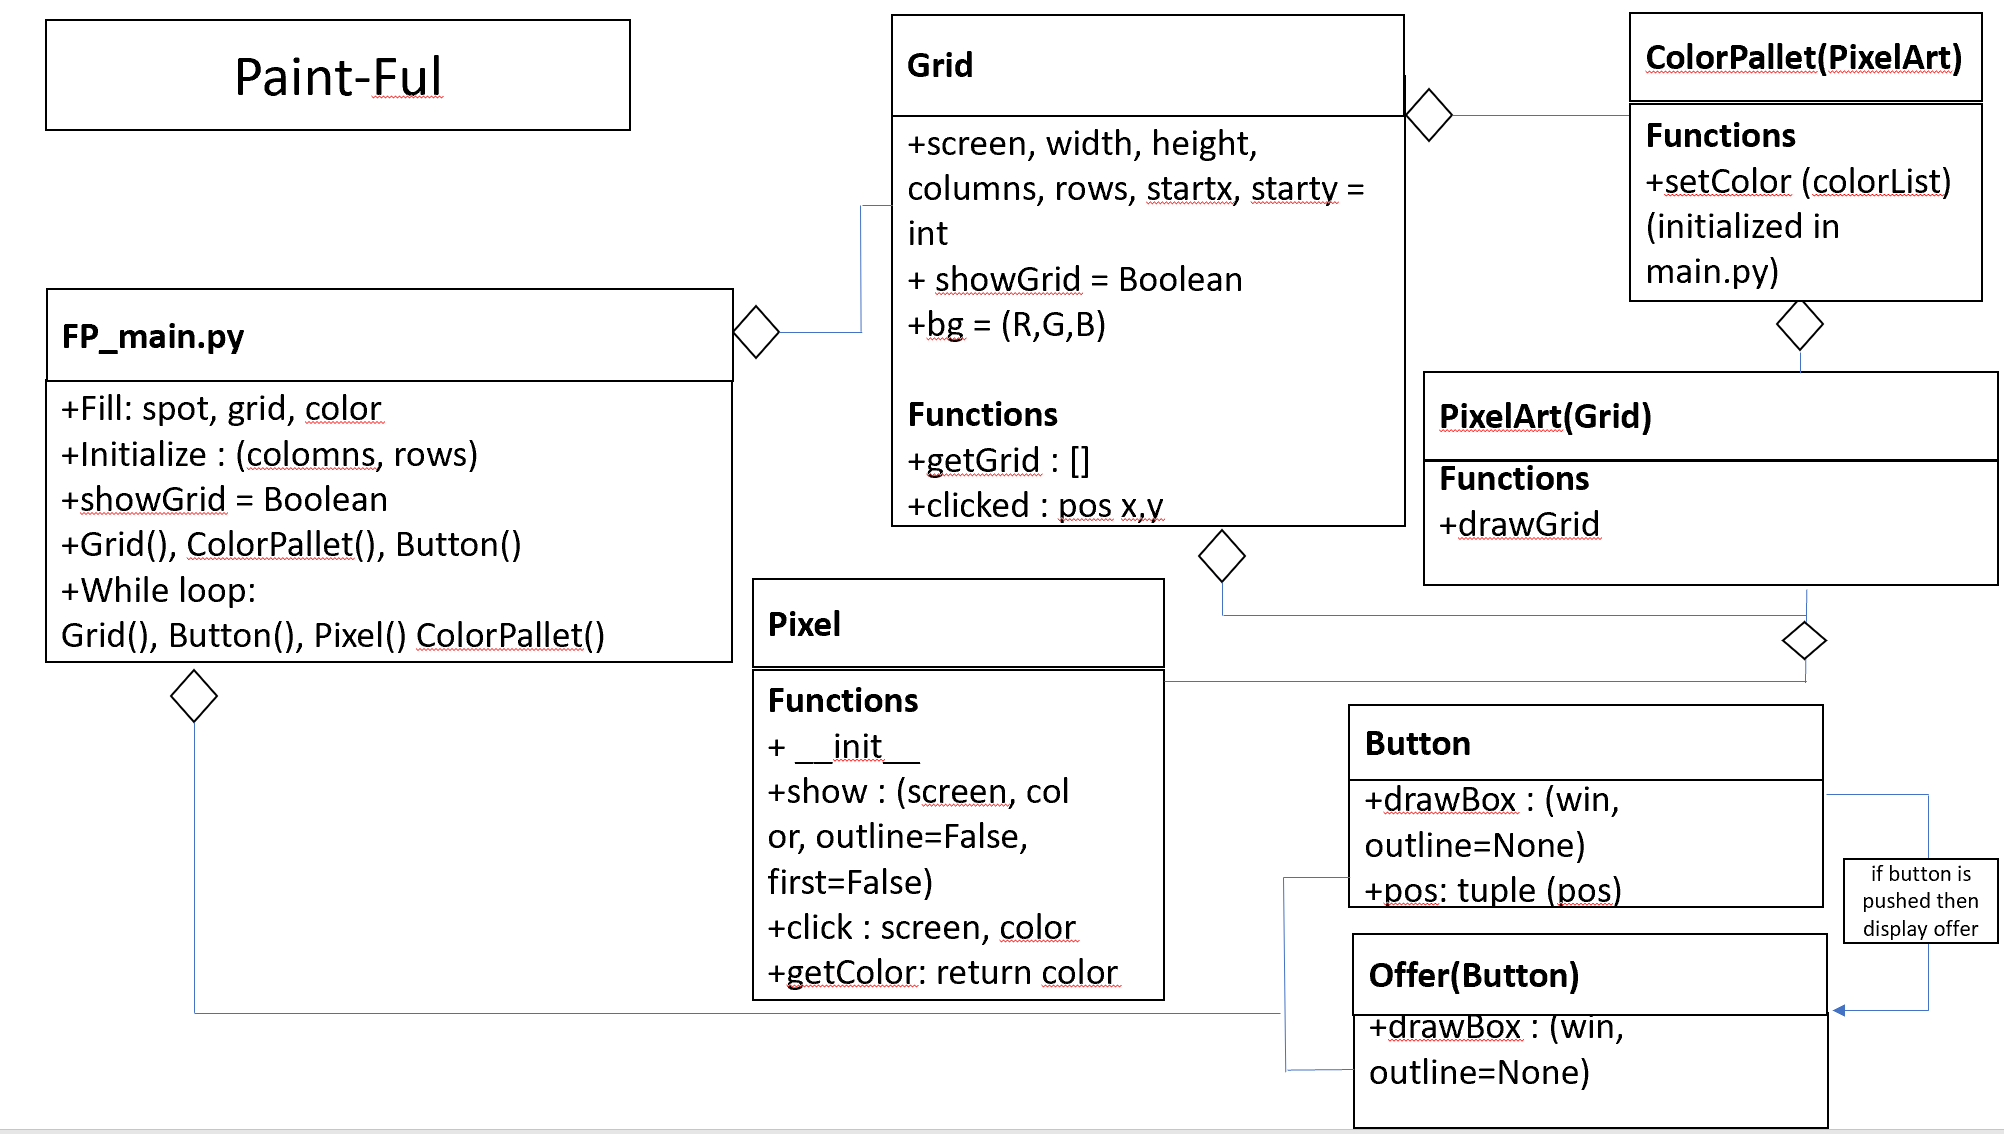 Paint-Ful
Grid
+screen, width, height,
columns, rows, startx, starty =
int
+ showGrid = Boolean
+bg = (R,G,B)
Functions
+getGrid : []
+clicked : pos x,y
ColorPallet(PixelArt)
Functions
+setColor (colorList)
(initialized in
main.py)
FP_main.py
+Fill: spot, grid, color
+Initialize : (colomns, rows)
+showGrid = Boolean
+Grid(), ColorPallet(), Button()
+While loop:
Grid(), Button(), Pixel() ColorPallet()
PixelArt(Grid)
Functions
+drawGrid
Pixel
Functions
+ __init__
+show : (screen, col
or, outline=False,
first=False)
+click : screen, color
+getColor: return color
Button
+drawBox : (win,
outline=None)
+pos: tuple (pos)
if button is
pushed then
display offer
Offer(Button)
+drawBox : (win,
outline=None)